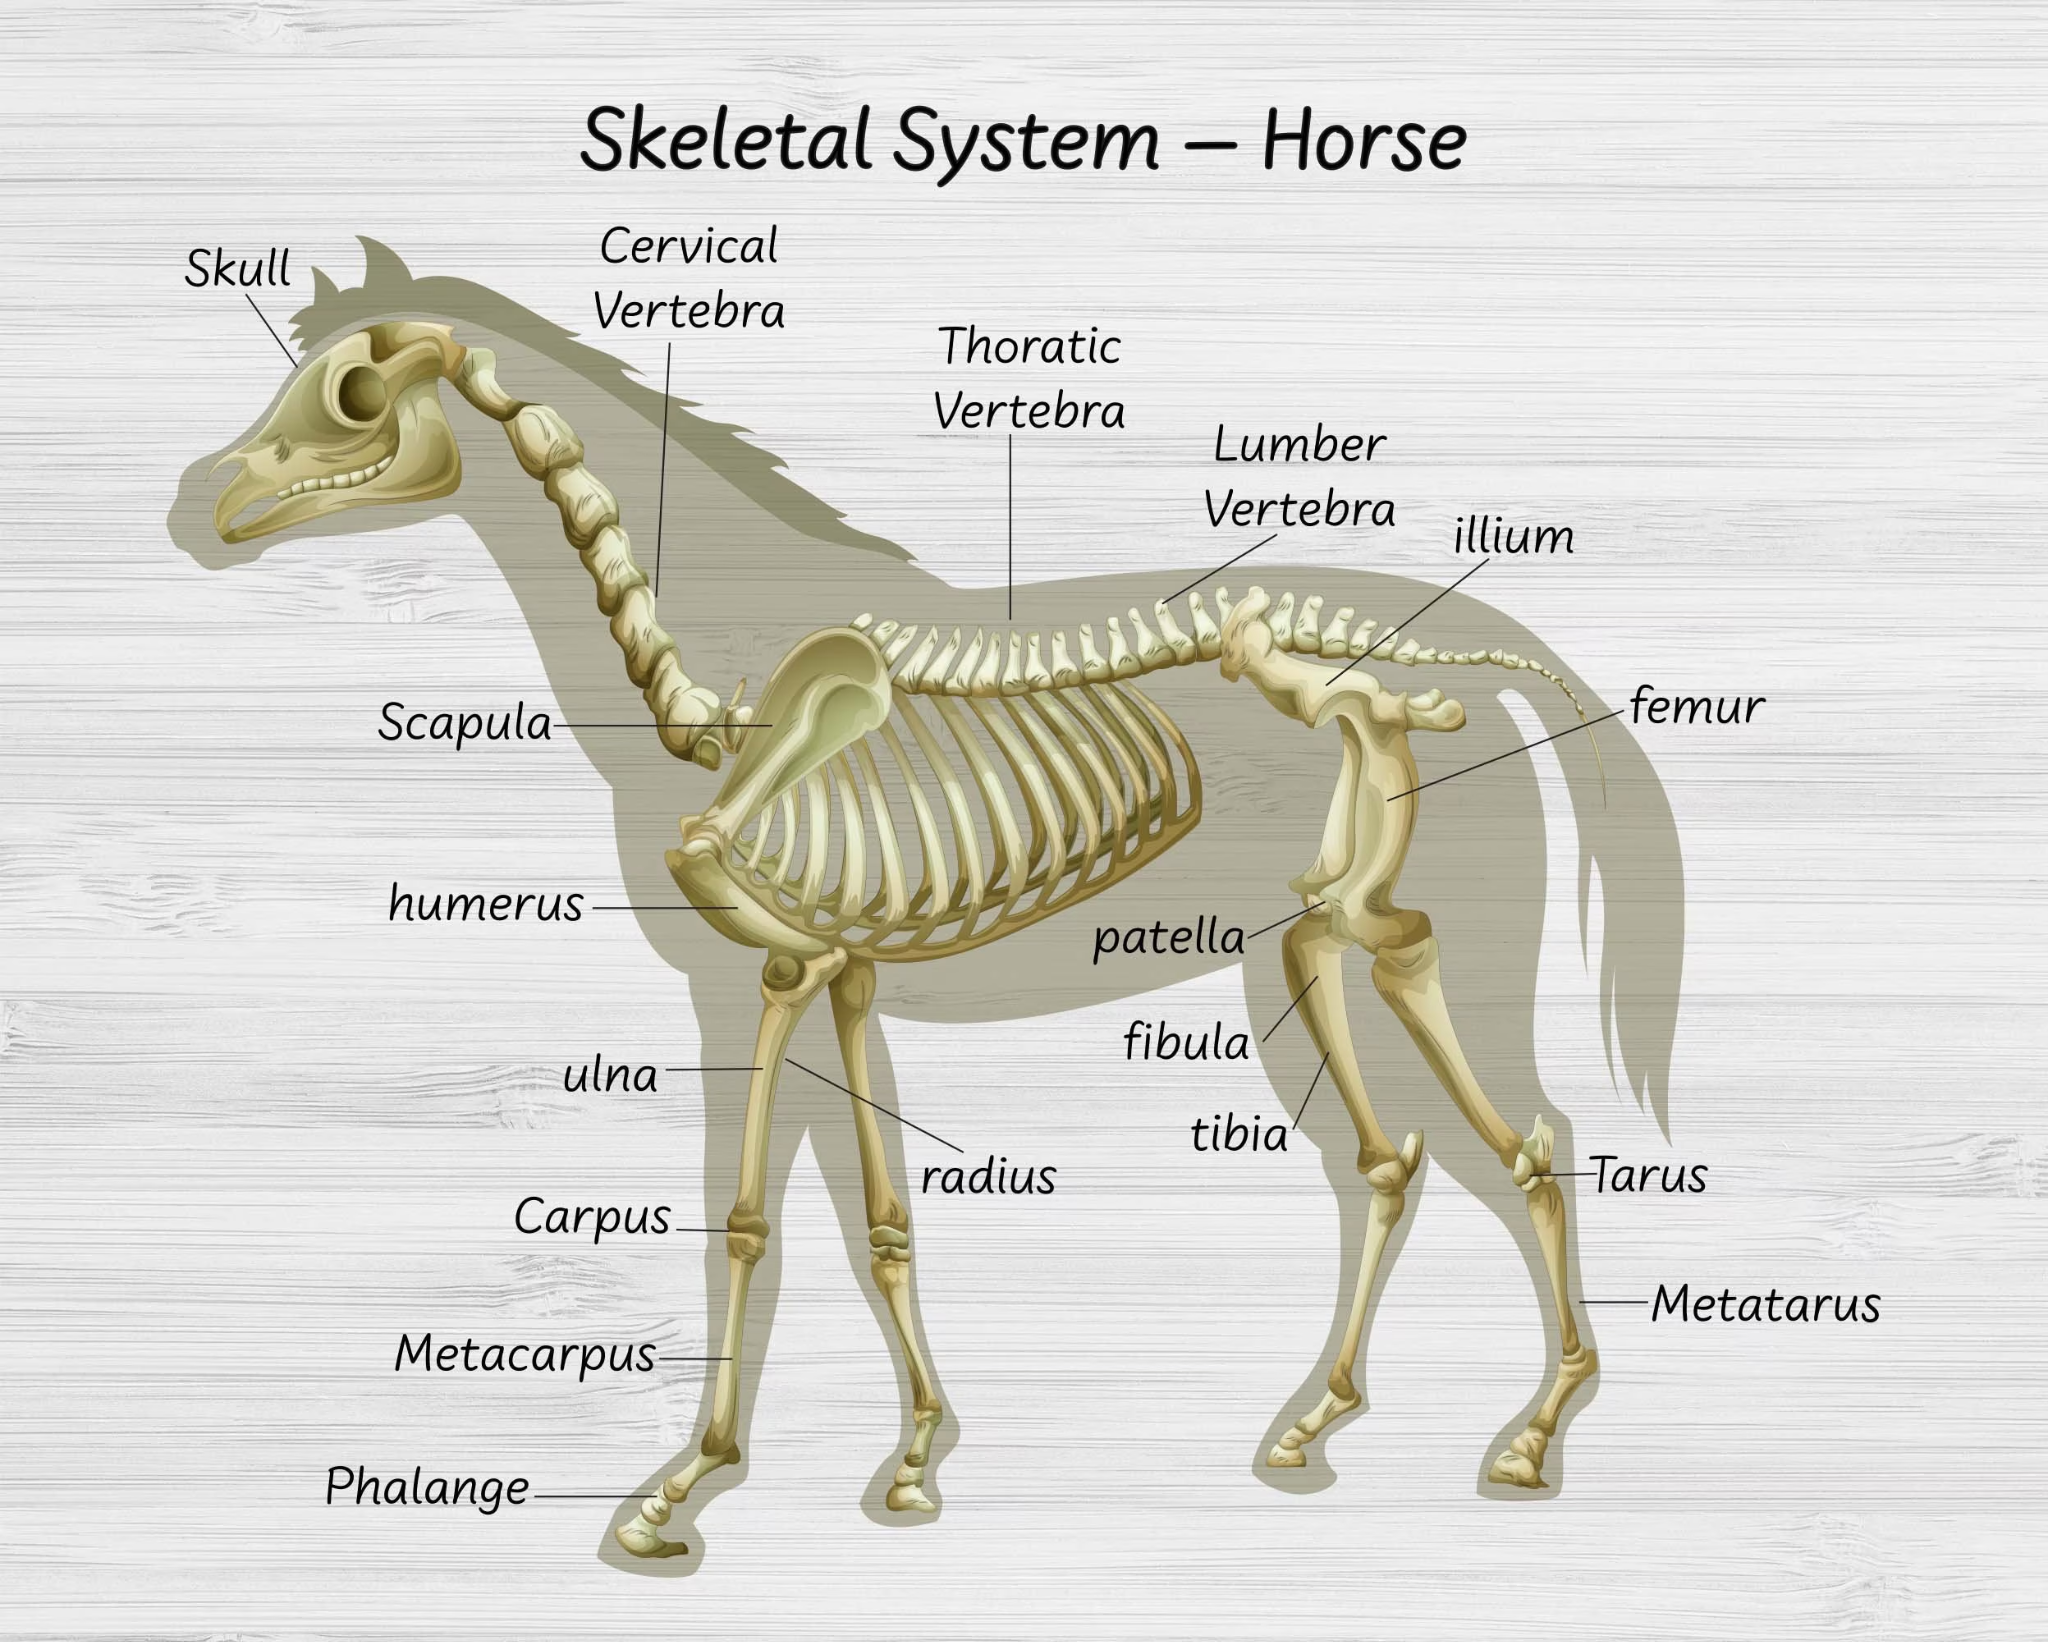 Skeletal System – Horse
Skull
Cervical
Vertebra
Thoratic
Vertebra
Lumber
Vertebra
illium
Scapula
femur
humerus
patella
fibula
ulna
tibia
radius
Tarus
Carpus
Metatarus
Metacarpus
Phalange